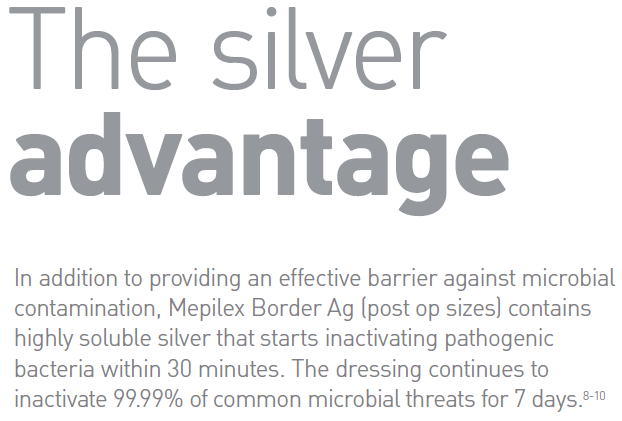 The silver
advantage
In addition to providing an effective barrier against microbial
contamination, Mepilex Border Ag (post op sizes) contains
highly soluble silver that starts inactivating pathogenic
bacteria within 30 minutes. The dressing continues to
inactivate 99.99% of common microbial threats for 7 days.8-10